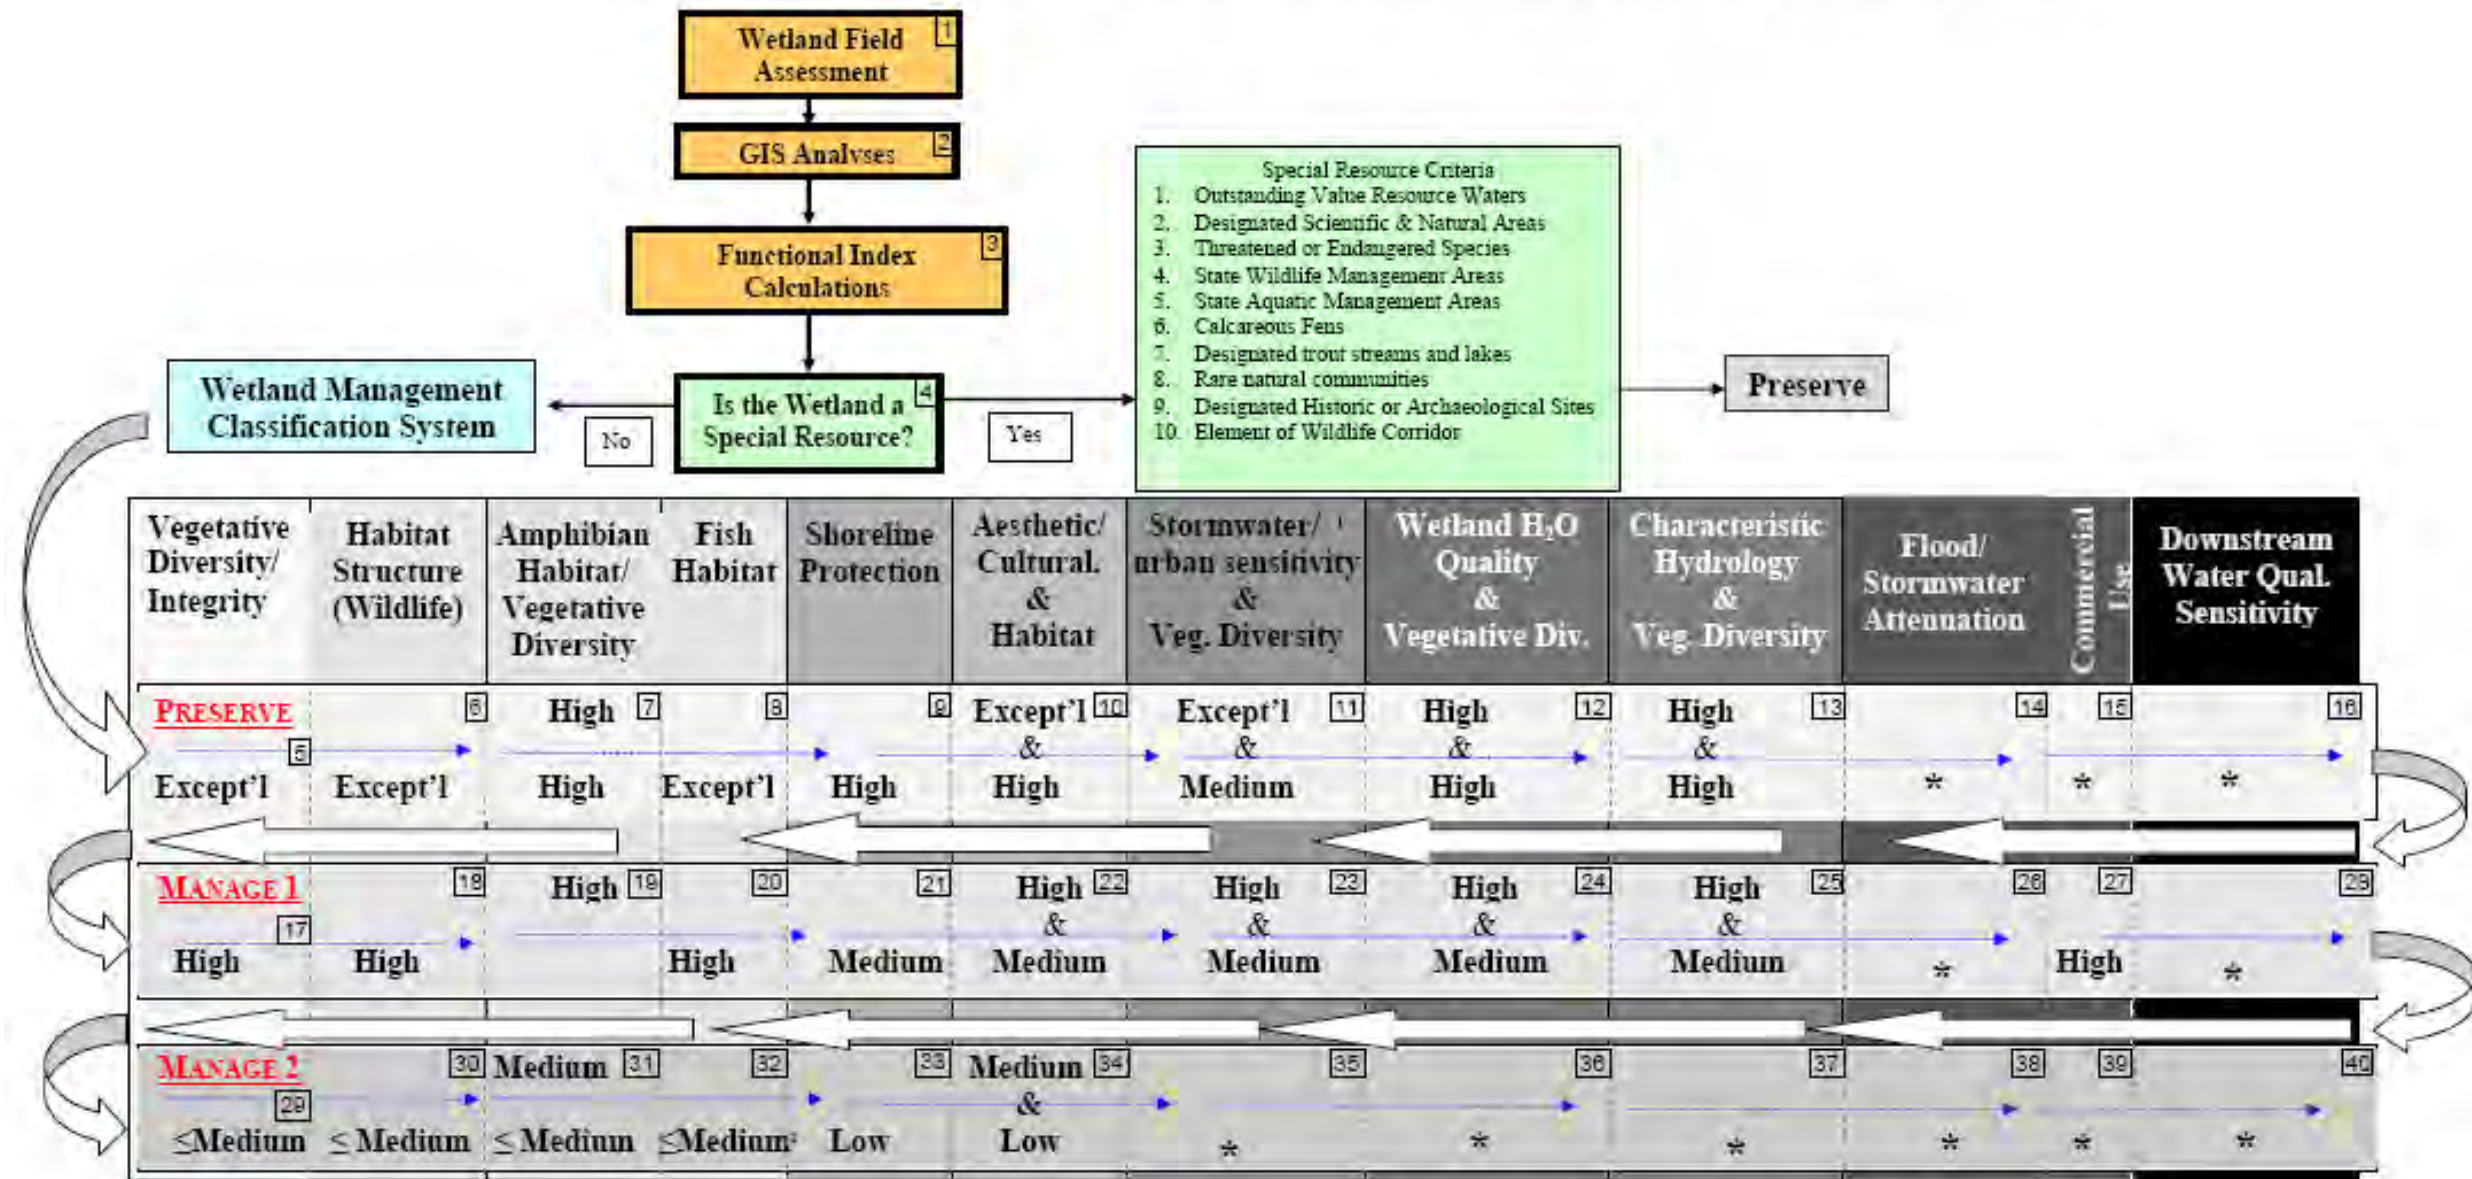 Wetland Field 1
Assessment
GIS Analyses 2
Functional Index 3
Calculations
Special Resource Criteria
1. Outstanding Value Resource Waters
2. Designated Scientific & Natural Areas
3. Threatened or Endangered Species
4. State Wildlife Management Areas
5. State Aquatic Management Areas
6. Calcareous Fens
7. Designated trout streams and lakes
8. Rare natural communities
9. Designated Historic or Archaeological Sites
10. Element of Wildlife Corridor
Preserve
Wetland Management
Classification System
No
Is the Wetland a 4
Special Resource?
Yes
Vegetative
Diversity/
Integrity
Habitat
Structure
(Wildlife)
Amphibian
Habitat/
Vegetative
Diversity
Fish
Habitat
Shoreline
Protection
Aesthetic/
Cultural.
&
Habitat
Stormwater/
urban sensitivity
&
Veg. Diversity
Wetland H₂O
Quality
&
Vegetative Div.
Characteristic
Hydrology
&
Veg. Diversity
Flood/
Stormwater
Attenuation
Commercial
Use
Downstream
Water Qual.
Sensitivity
PRESERVE 6 High 7 8 9 Except'l 10 Except'l 11 High 12 High 13 14 15 16
5 & & & &
Except'l Except'l High Except'l High High Medium High High * * *
MANAGE 1 18 High 19 20 21 High 22 High 23 High 24 High 25 26 27 29
17 & & & &
High High High Medium Medium Medium Medium Medium * High *
MANAGE 2 30 Medium 31 32 33 Medium 34 35 36 37 38 39 40
29 &
≤Medium ≤ Medium ≤ Medium ≤Medium Low Low * * * * * *